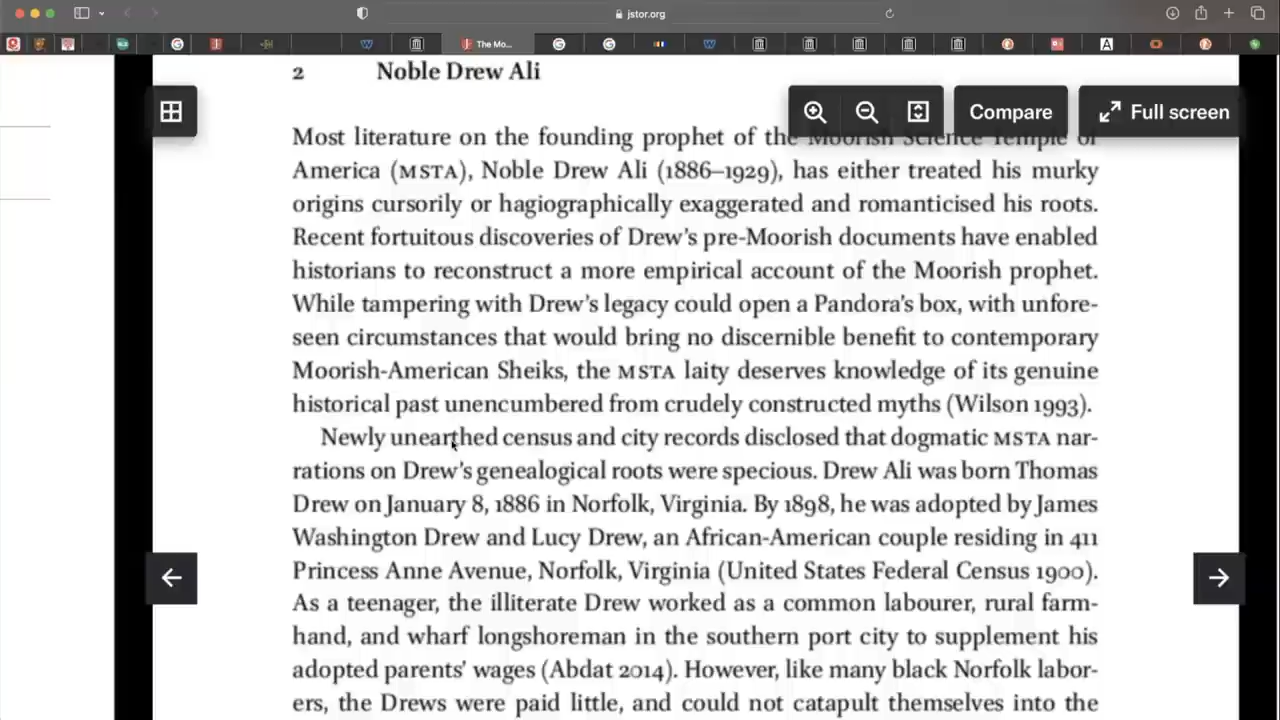 jstor.org
The Mo...
2 Noble Drew Ali
Compare
Full screen
Most literature on the founding prophet of the Moorish Science Temple of
America (MSTA), Noble Drew Ali (1886–1929), has either treated his murky
origins cursorily or hagiographically exaggerated and romanticised his roots.
Recent fortuitous discoveries of Drew's pre-Moorish documents have enabled
historians to reconstruct a more empirical account of the Moorish prophet.
While tampering with Drew's legacy could open a Pandora's box, with unfore-
seen circumstances that would bring no discernible benefit to contemporary
Moorish-American Sheiks, the MSTA laity deserves knowledge of its genuine
historical past unencumbered from crudely constructed myths (Wilson 1993).
Newly unearthed census and city records disclosed that dogmatic MSTA nar-
rations on Drew's genealogical roots were specious. Drew Ali was born Thomas
Drew on January 8, 1886 in Norfolk, Virginia. By 1898, he was adopted by James
Washington Drew and Lucy Drew, an African-American couple residing in 411
Princess Anne Avenue, Norfolk, Virginia (United States Federal Census 1900).
As a teenager, the illiterate Drew worked as a common labourer, rural farm-
hand, and wharf longshoreman in the southern port city to supplement his
adopted parents' wages (Abdat 2014). However, like many black Norfolk labor-
ers, the Drews were paid little, and could not catapult themselves into the